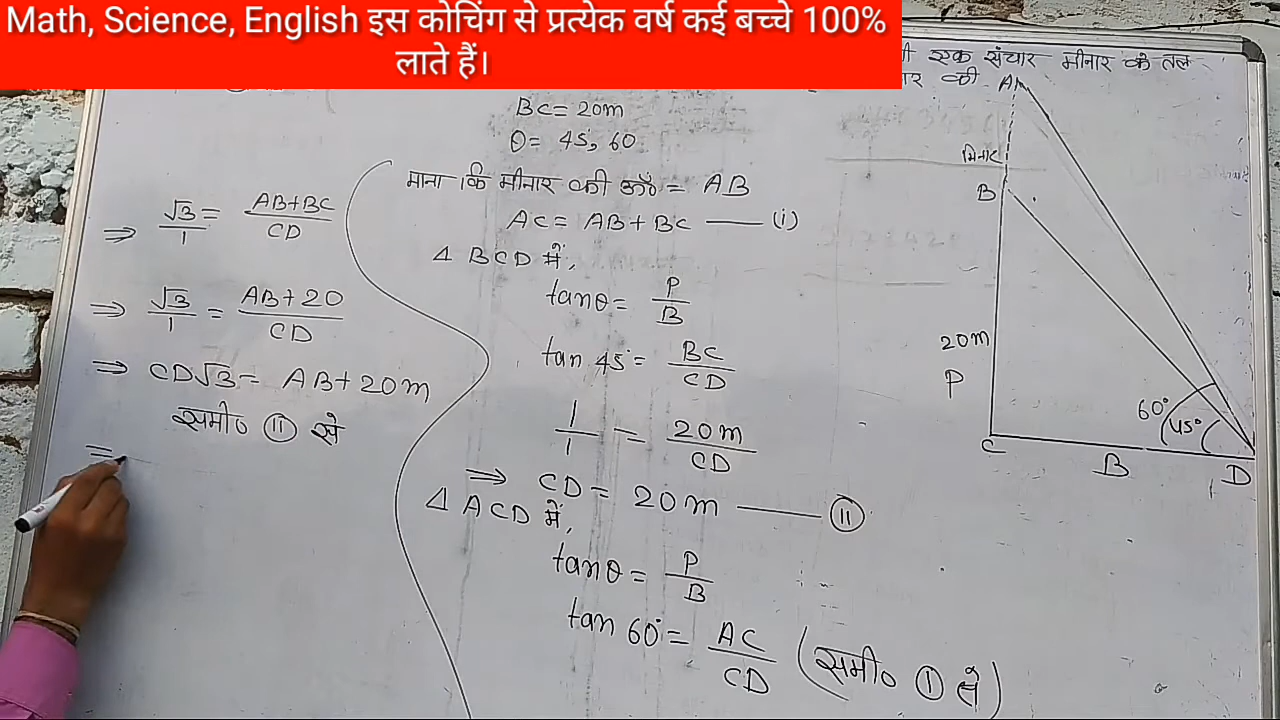 Math, Science, English इस कोचिंग से प्रत्येक वर्ष कई बच्चे 100%
लाते हैं।
एक संचार मीनार के तल
की
BC = 20m
θ = 45, 60
माना कि मीनार की ऊँ० = AB
AC = AB + BC —— (i)
Δ BCD में,
tanθ = P/B
tan 45° = BC/CD
1/1 = 20m/CD
⇒ CD = 20m —— (II)
Δ ACD में,
tanθ = P/B
tan 60° = AC/CD (समी० (I) से)
⇒ √3/1 = AB+BC/CD
⇒ √3/1 = AB+20/CD
⇒ CD√3 = AB + 20m
समी० (II) से
=
A
मिनार
B
20m
P
60°
45°
C
B
D